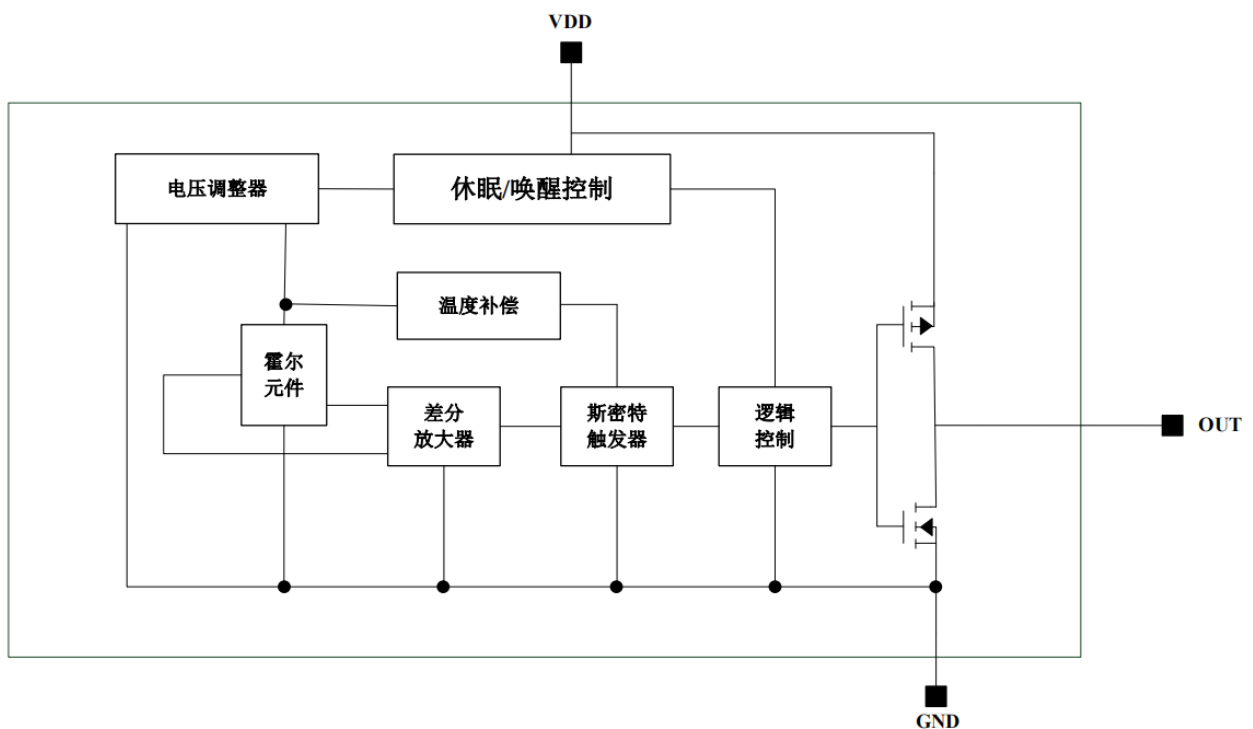 VDD
电压调整器
休眠/唤醒控制
温度补偿
霍尔
元件
差分
放大器
斯密特
触发器
逻辑
控制
OUT
GND